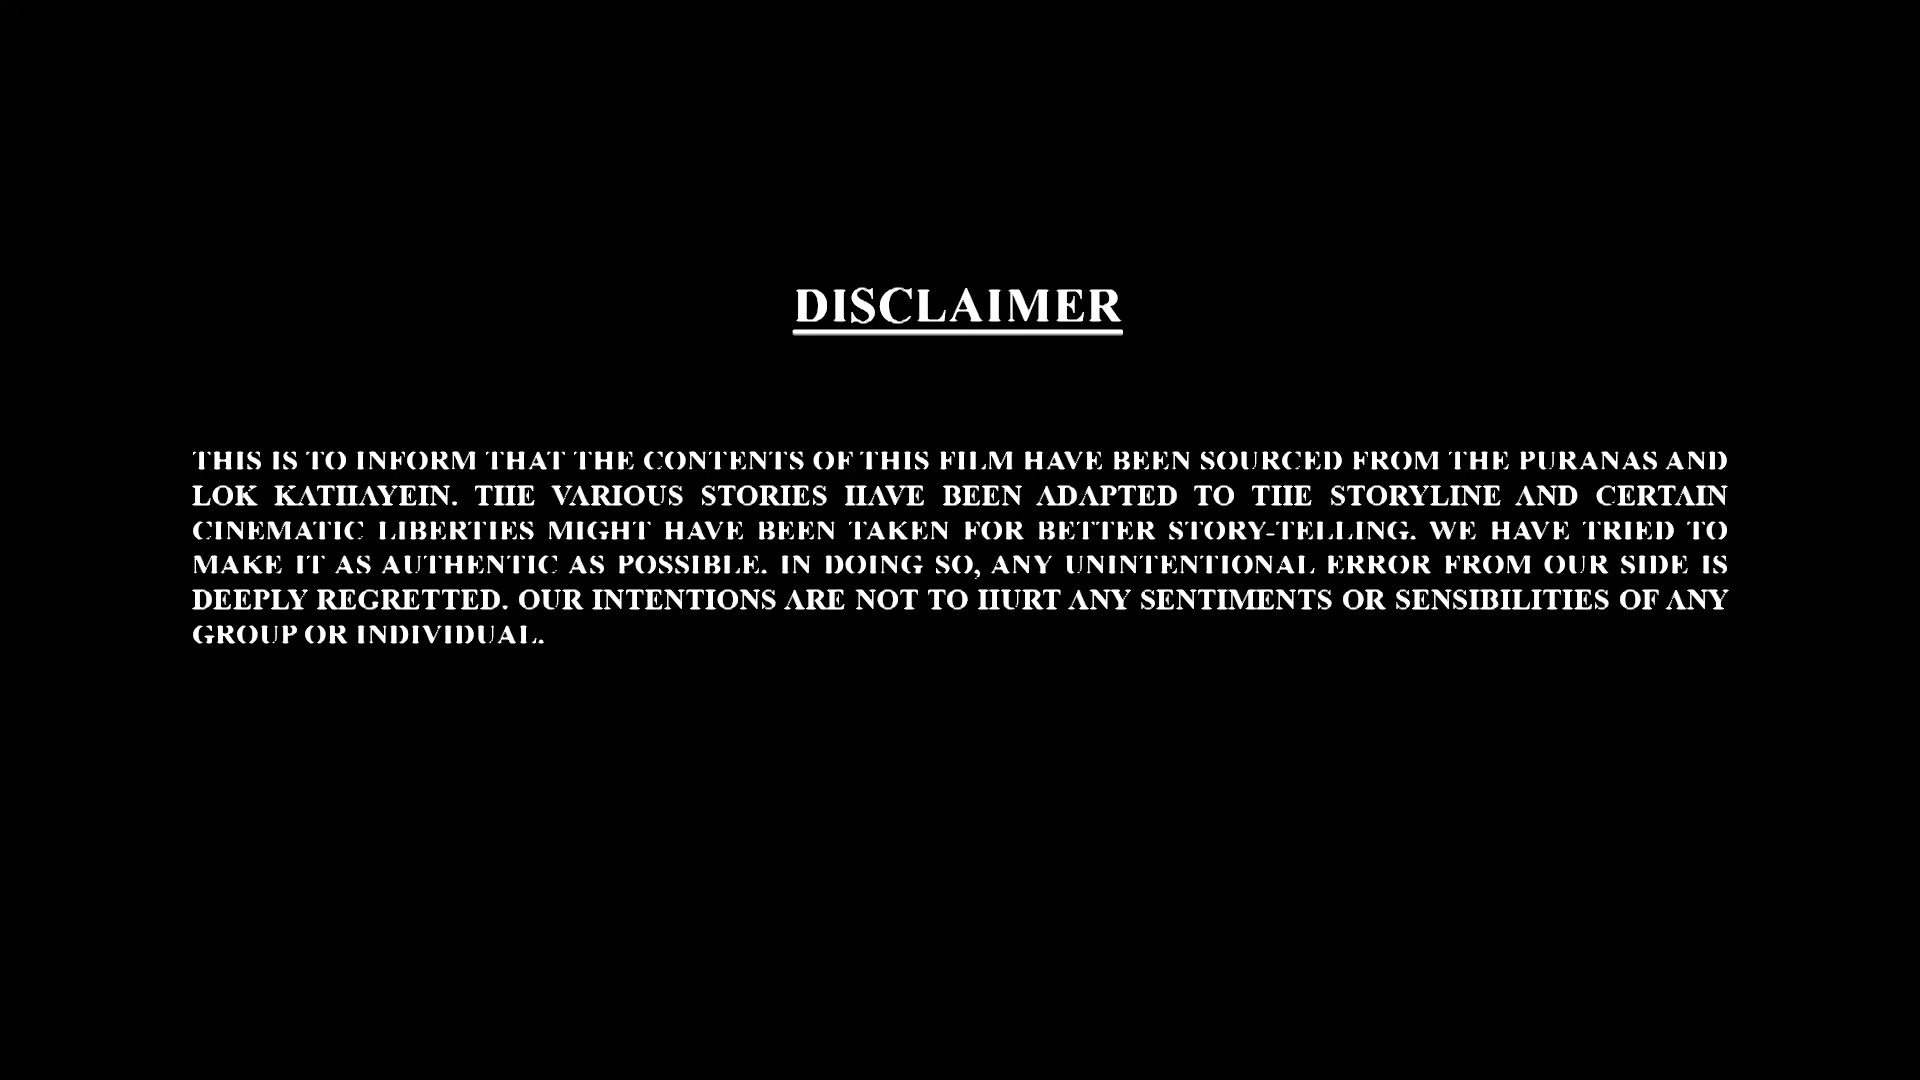 DISCLAIMER
THIS IS TO INFORM THAT THE CONTENTS OF THIS FILM HAVE BEEN SOURCED FROM THE PURANAS AND
LOK KATHAYEIN. THE VARIOUS STORIES HAVE BEEN ADAPTED TO THE STORYLINE AND CERTAIN
CINEMATIC LIBERTIES MIGHT HAVE BEEN TAKEN FOR BETTER STORY-TELLING. WE HAVE TRIED TO
MAKE IT AS AUTHENTIC AS POSSIBLE. IN DOING SO, ANY UNINTENTIONAL ERROR FROM OUR SIDE IS
DEEPLY REGRETTED. OUR INTENTIONS ARE NOT TO HURT ANY SENTIMENTS OR SENSIBILITIES OF ANY
GROUP OR INDIVIDUAL.